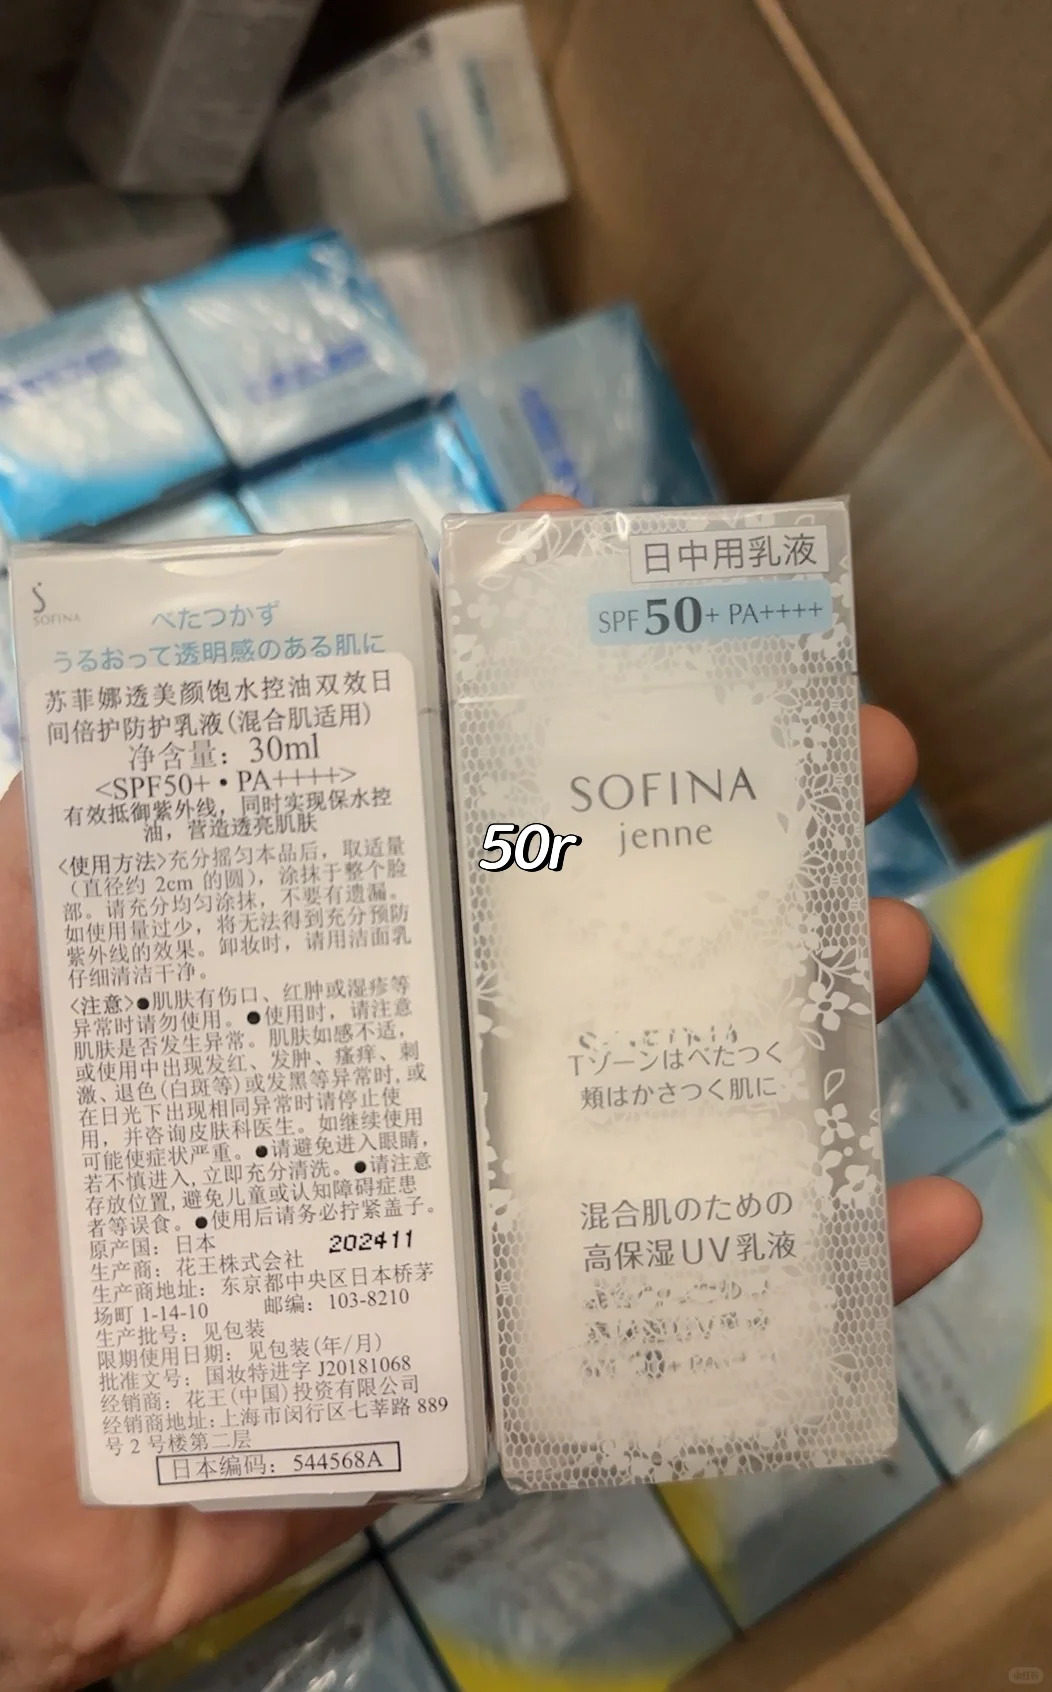 SOFINA
べたつかず
うるおって透明感のある肌に
苏菲娜透美颜饱水控油双效日
间倍护防护乳液(混合肌适用)
净含量：30ml
<SPF50+•PA++++>
有效抵御紫外线，同时实现保水控
油，营造透亮肌肤
<使用方法>充分摇匀本品后，取适量
（直径约 2cm 的圆），涂抹于整个脸
部。请充分均匀涂抹，不要有遗漏。
如使用量过少，将无法得到充分预防
紫外线的效果。卸妆时，请用洁面乳
仔细清洁干净。
<注意>●肌肤有伤口、红肿或湿疹等
异常时请勿使用。●使用时，请注意
肌肤是否发生异常。肌肤如感不适，
或使用中出现发红、发肿、瘙痒、刺
激、退色(白斑等)或发黑等异常时,或
在日光下出现相同异常时请停止使
用，并咨询皮肤科医生。如继续使用
可能使症状严重。●请避免进入眼睛，
若不慎进入,立即充分清洗。●请注意
存放位置,避免儿童或认知障碍症患
者等误食。●使用后请务必拧紧盖子。
原产国：日本 202411
生产商：花王株式会社
生产商地址：东京都中央区日本桥茅
场町 1-14-10 邮编：103-8210
生产批号：见包装
限期使用日期：见包装(年/月)
批准文号：国妆特进字 J20181068
经销商：花王(中国)投资有限公司
经销商地址:上海市闵行区七莘路 889
号 2 号楼第二层
日本编码：544568A
日中用乳液
SPF50+ PA++++
SOFINA
jenne
50r
Tゾーンはべたつく
頬はかさつく肌に
混合肌のための
高保湿UV乳液
小红书